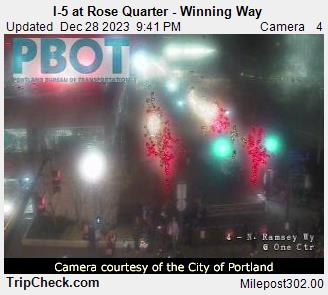 I-5 at Rose Quarter - Winning Way
Updated Dec 28 2023 9:41 PM Camera 4
PBOT
PORTLAND BUREAU OF TRANSPORTATION
4 - N. Ramsey Wy
@ One Ctr
Camera courtesy of the City of Portland
TripCheck.com Milepost302.00